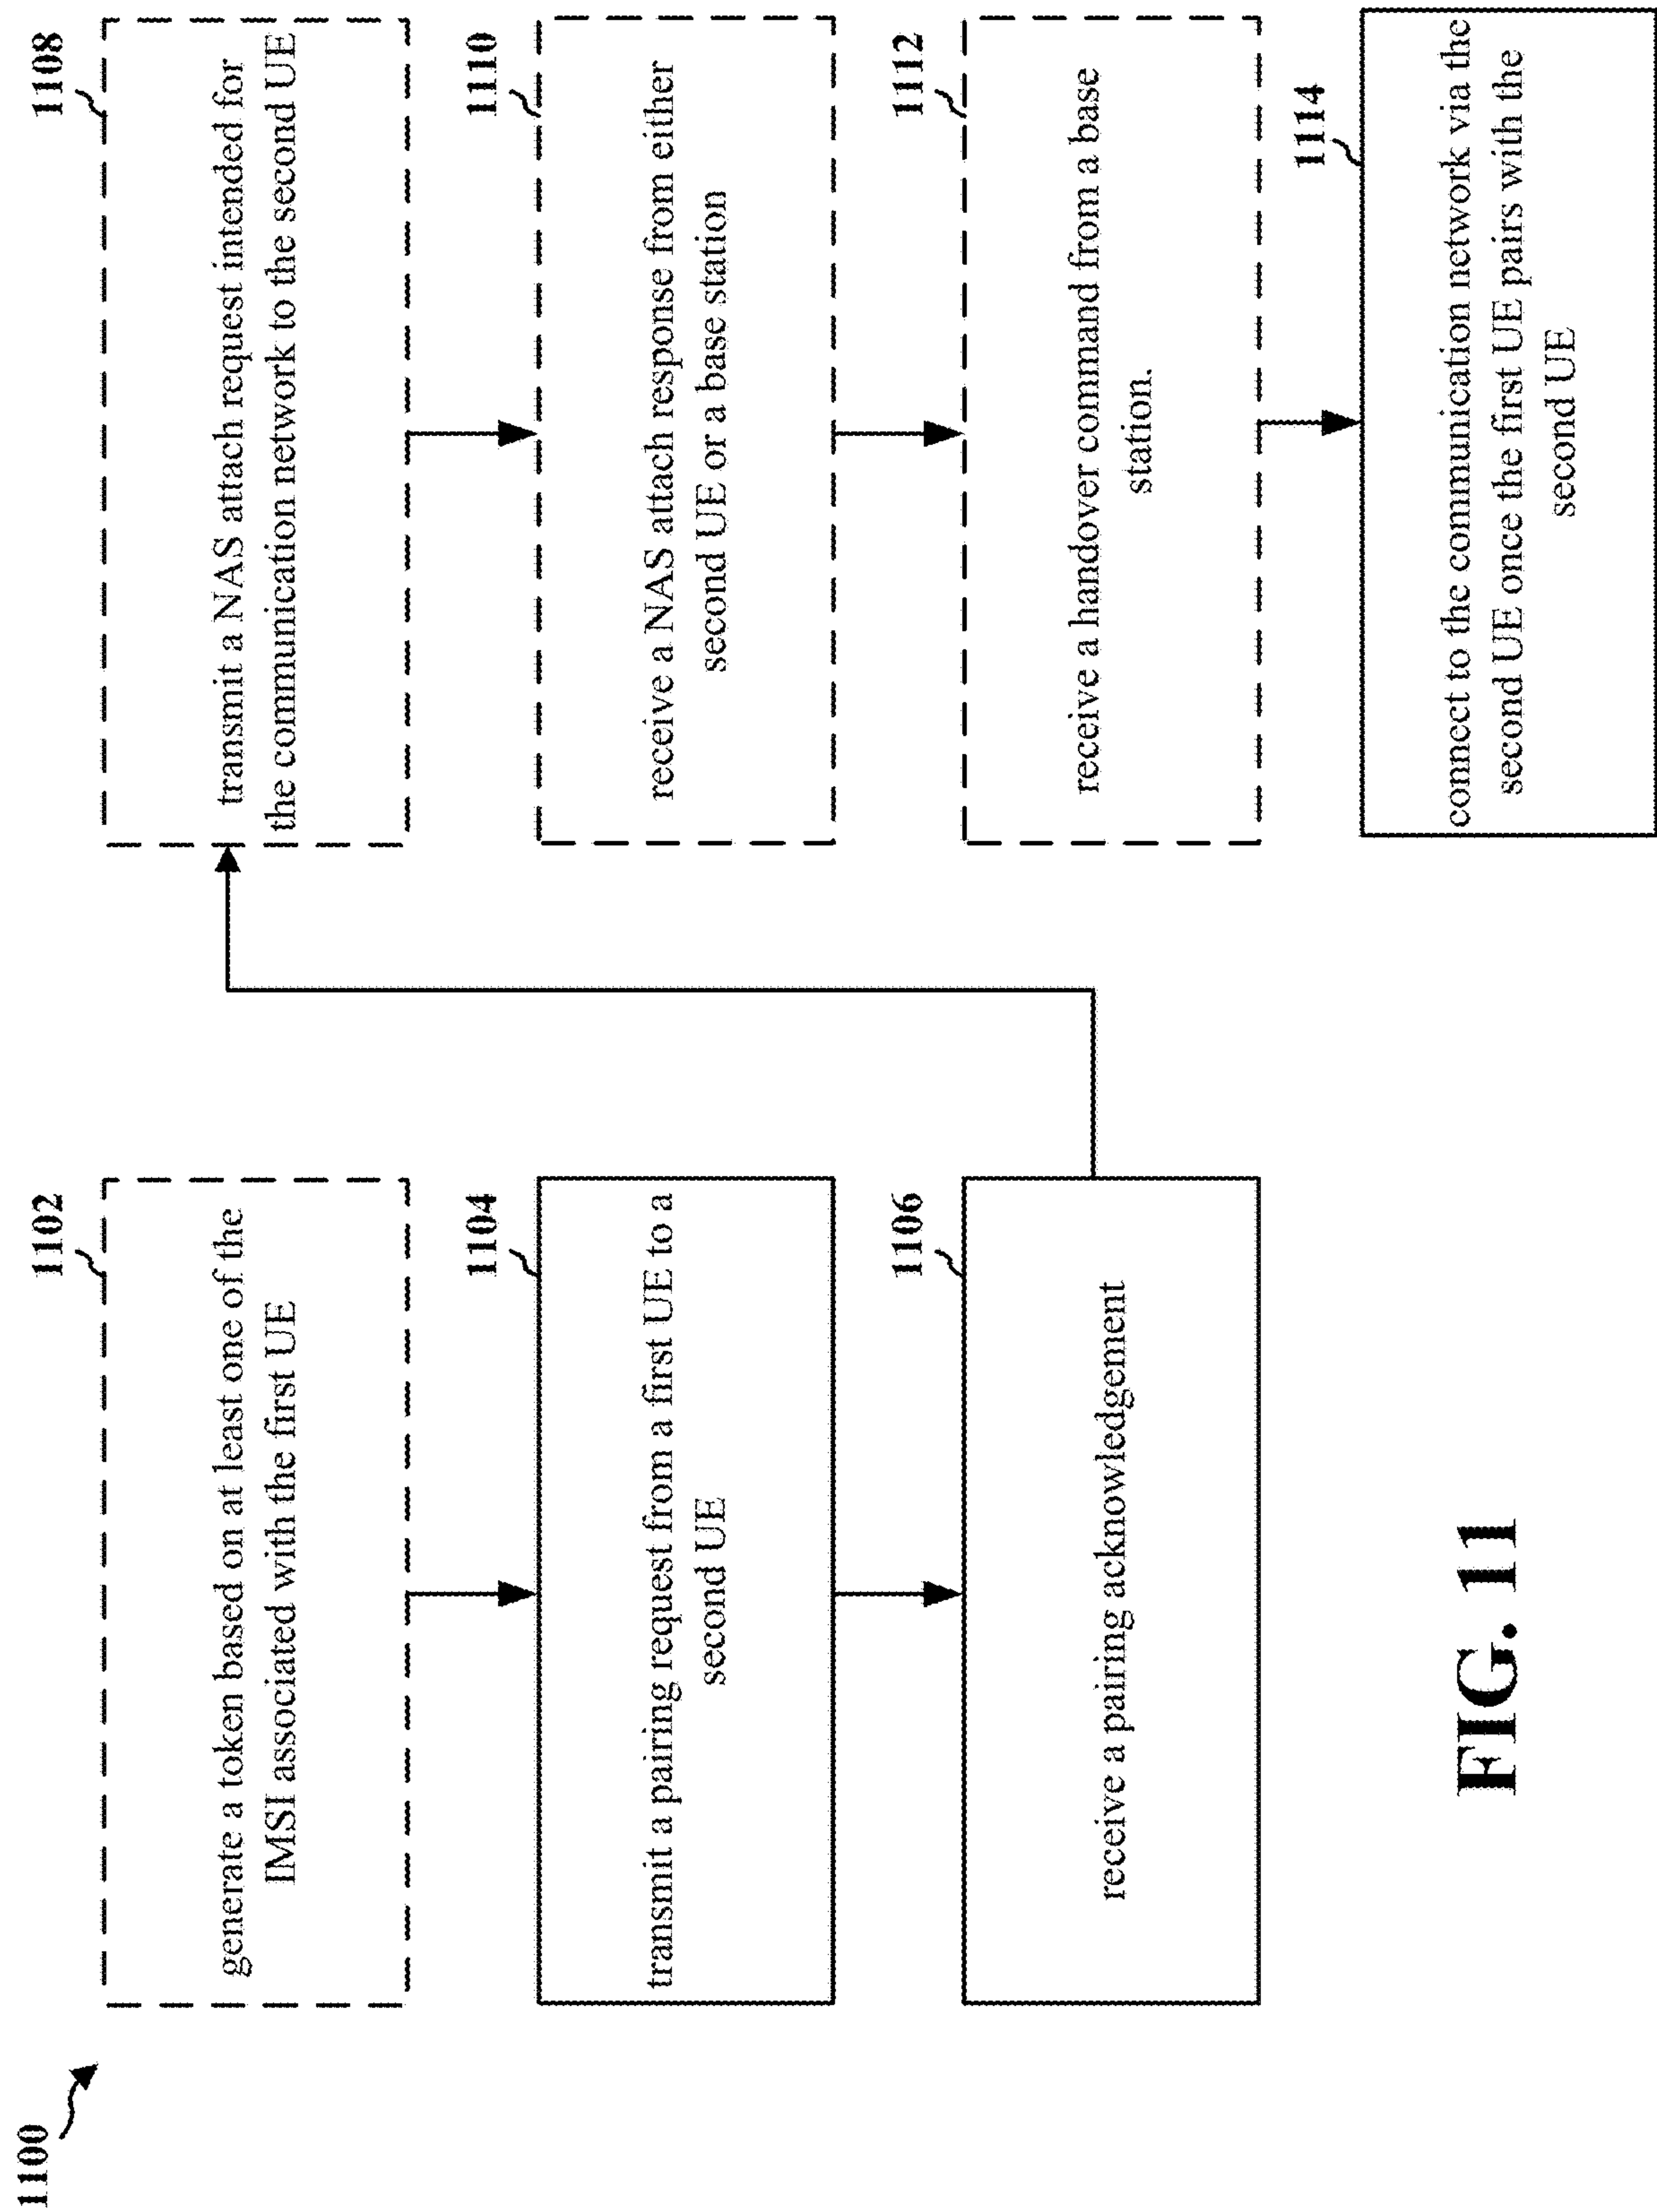 1100
1102
generate a token based on at least one of the
IMSI associated with the first UE
1104
transmit a pairing request from a first UE to a
second UE
1106
receive a pairing acknowledgement
1108
transmit a NAS attach request intended for
the communication network to the second UE
1110
receive a NAS attach response from either
second UE or a base station
1112
receive a handover command from a base
station.
1114
connect to the communication network via the
second UE once the first UE pairs with the
second UE
FIG. 11